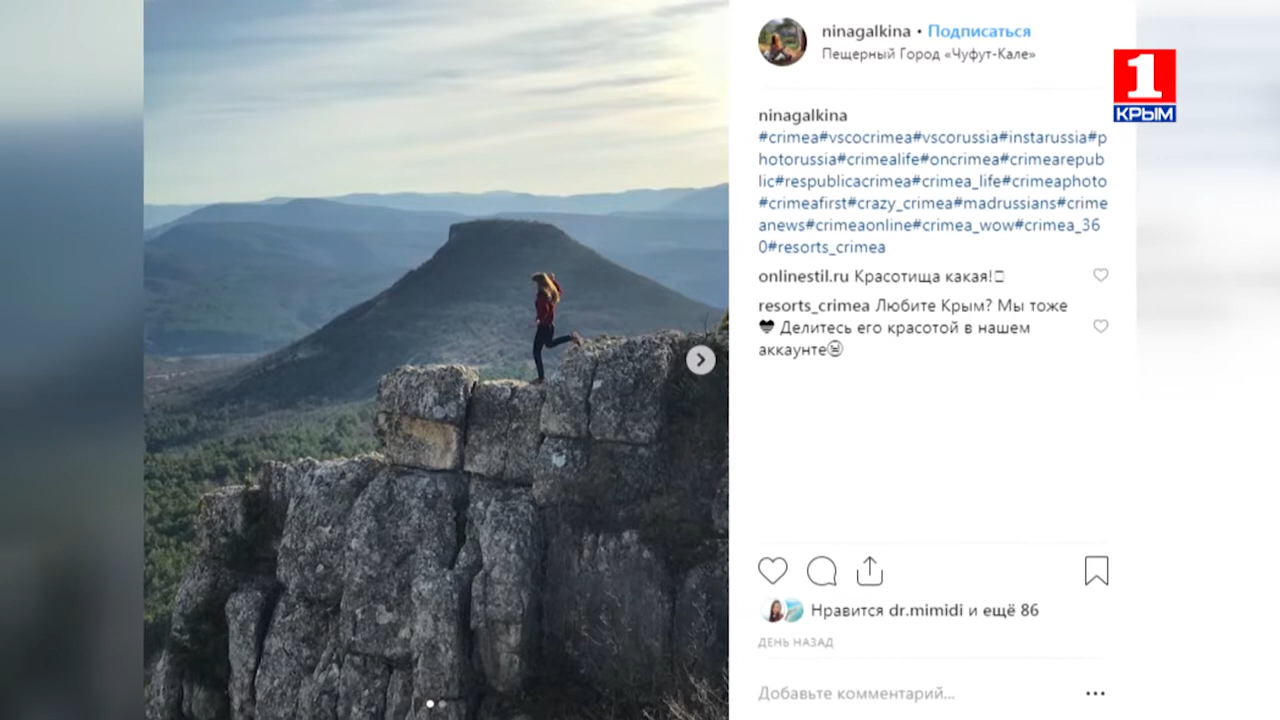 ninagalkina • Подписаться
Пещерный Город «Чуфут-Кале»
1
КРЫМ
ninagalkina
#crimea#vscocrimea#vscorussia#instarussia#p
hotorussia#crimealife#oncrimea#crimearepub
lic#respublicacrimea#crimea_life#crimeaphoto
#crimeafirst#crazy_crimea#madrussians#crime
anews#crimeaonline#crimea_wow#crimea_36
0#resorts_crimea
onlinestil.ru Красотища какая!
resorts_crimea Любите Крым? Мы тоже
Делитесь его красотой в нашем
аккаунте
Нравится dr.mimidi и ещё 86
ДЕНЬ НАЗАД
Добавьте комментарий...